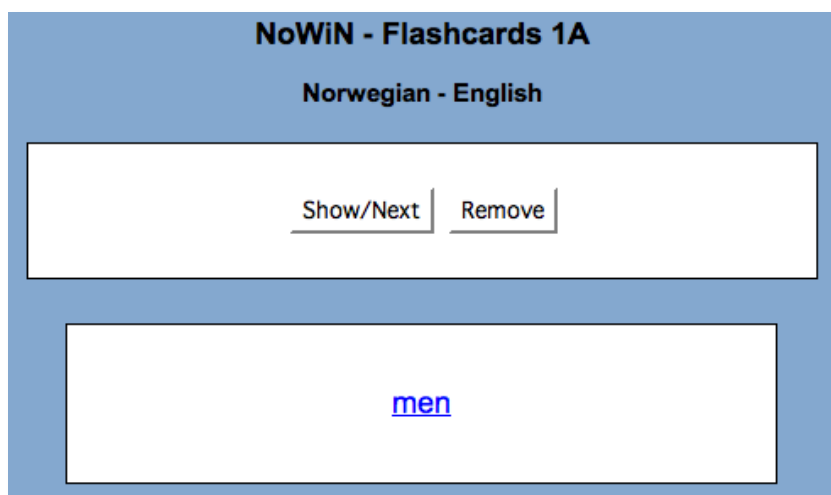 NoWiN - Flashcards 1A
Norwegian - English
Show/Next Remove
men